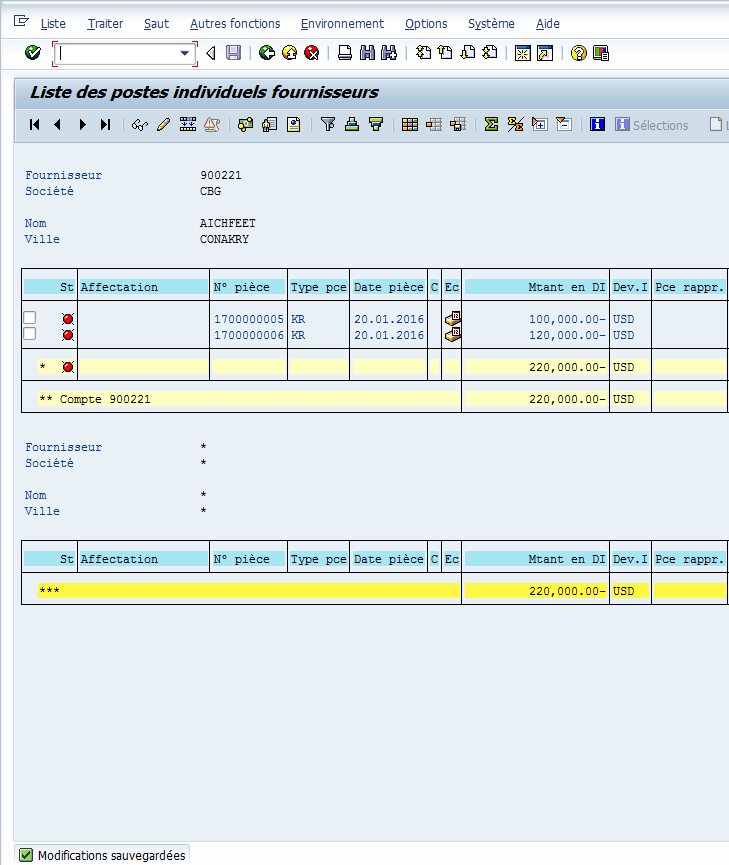 Liste Traiter Saut Autres fonctions Environnement Options Système Aide
Liste des postes individuels fournisseurs
Sélections
Fournisseur 900221
Société CBG
Nom AICHFEET
Ville CONAKRY
St Affectation N° pièce Type pce Date pièce C Ec Mtant en DI Dev.I Pce rappr.
1700000005 KR 20.01.2016 100,000.00- USD
1700000006 KR 20.01.2016 120,000.00- USD
* 220,000.00- USD
** Compte 900221 220,000.00- USD
Fournisseur *
Société *
Nom *
Ville *
St Affectation N° pièce Type pce Date pièce C Ec Mtant en DI Dev.I Pce rappr.
*** 220,000.00- USD
Modifications sauvegardées